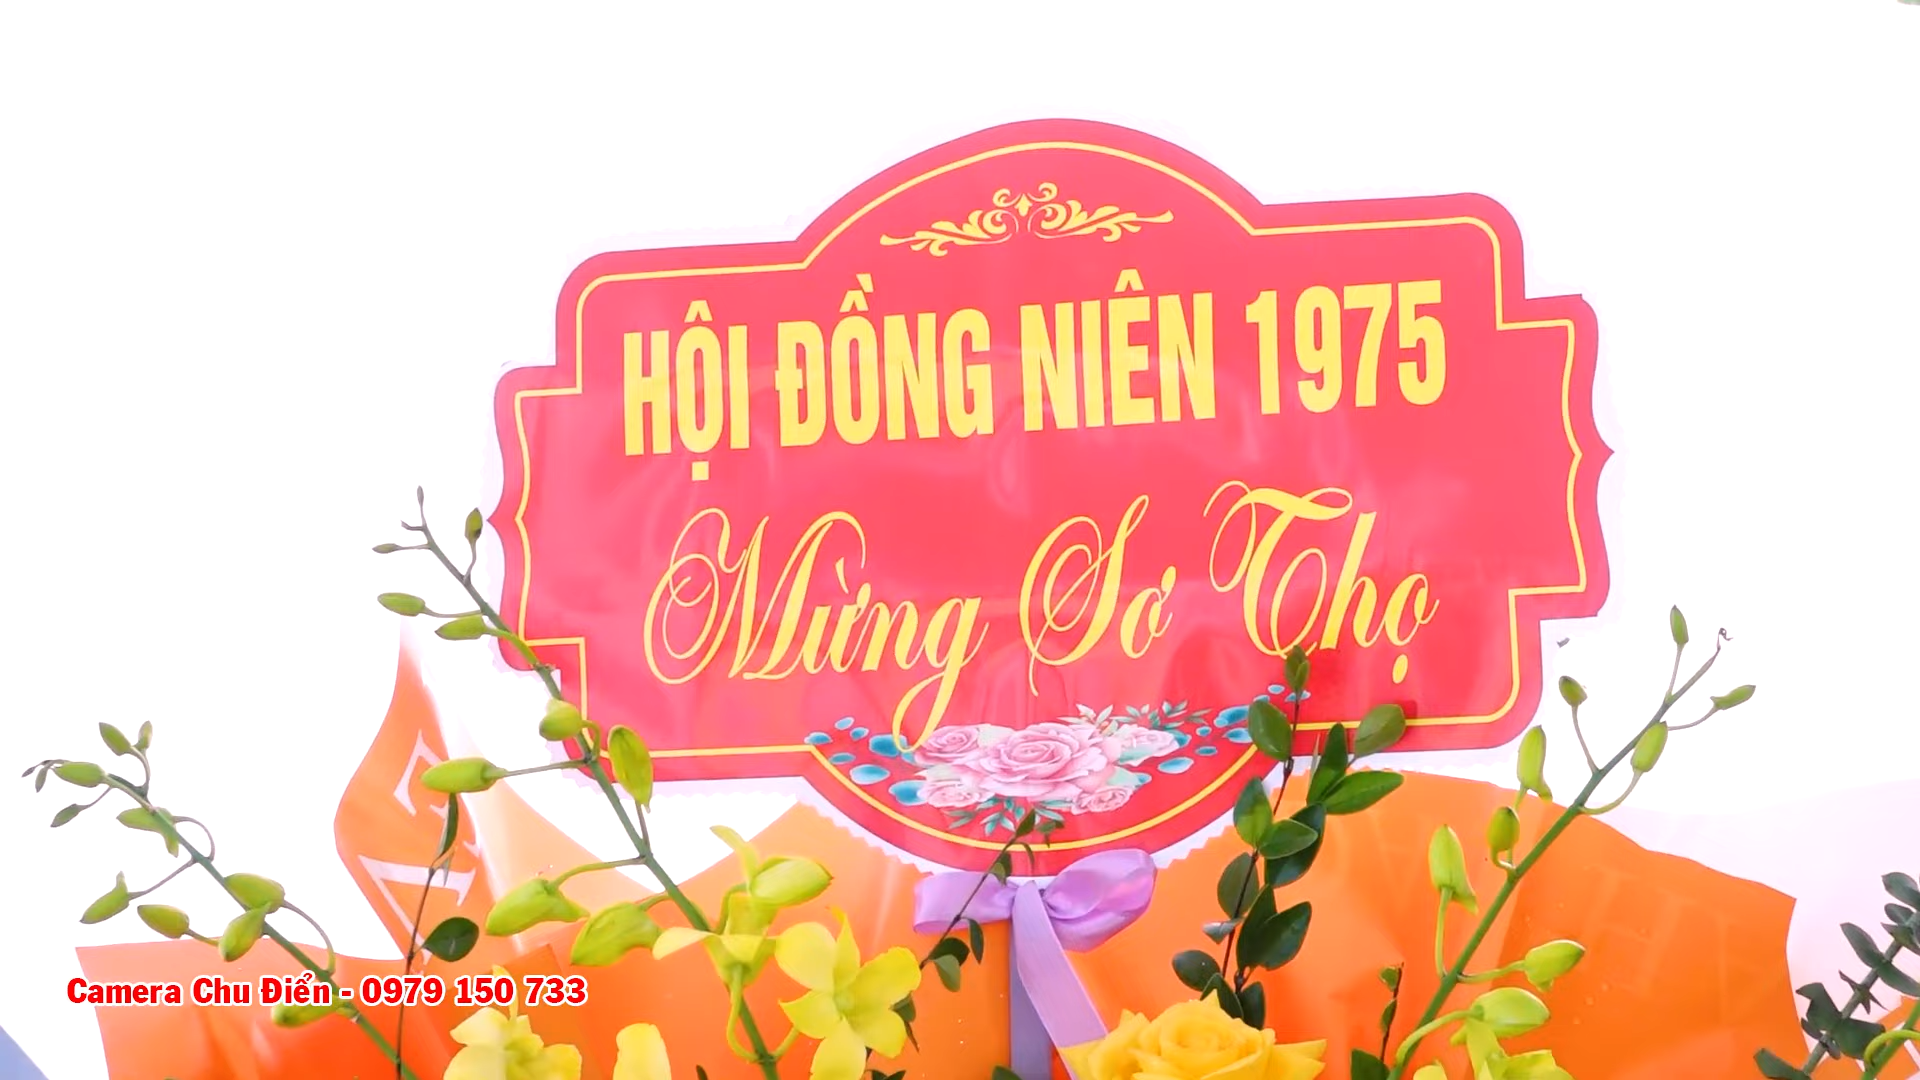 HỘI ĐỒNG NIÊN 1975
Mừng Sơ Thọ
Camera Chu Điển - 0979 150 733